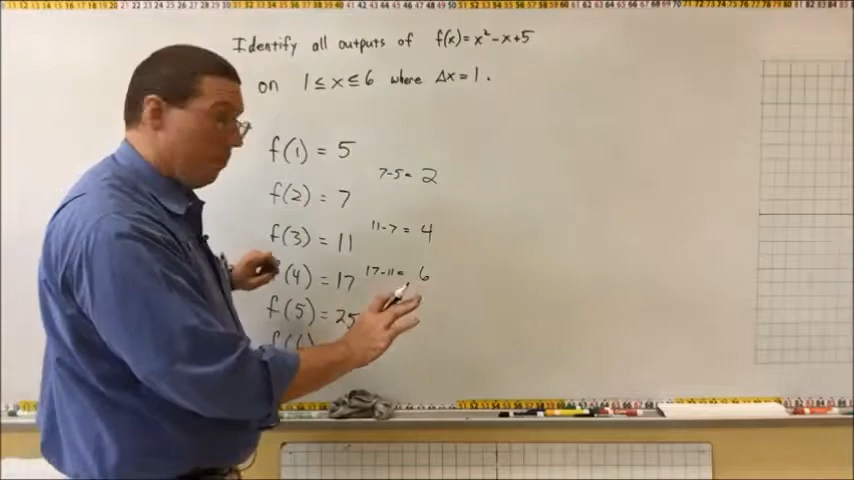 Identify all outputs of f(x)=x²-x+5
on 1≤x≤6 where Δx=1.
f(1) = 5
7-5= 2
f(2) = 7
11-7= 4
f(3) = 11
17-11= 6
(4) = 17
f(5) = 25